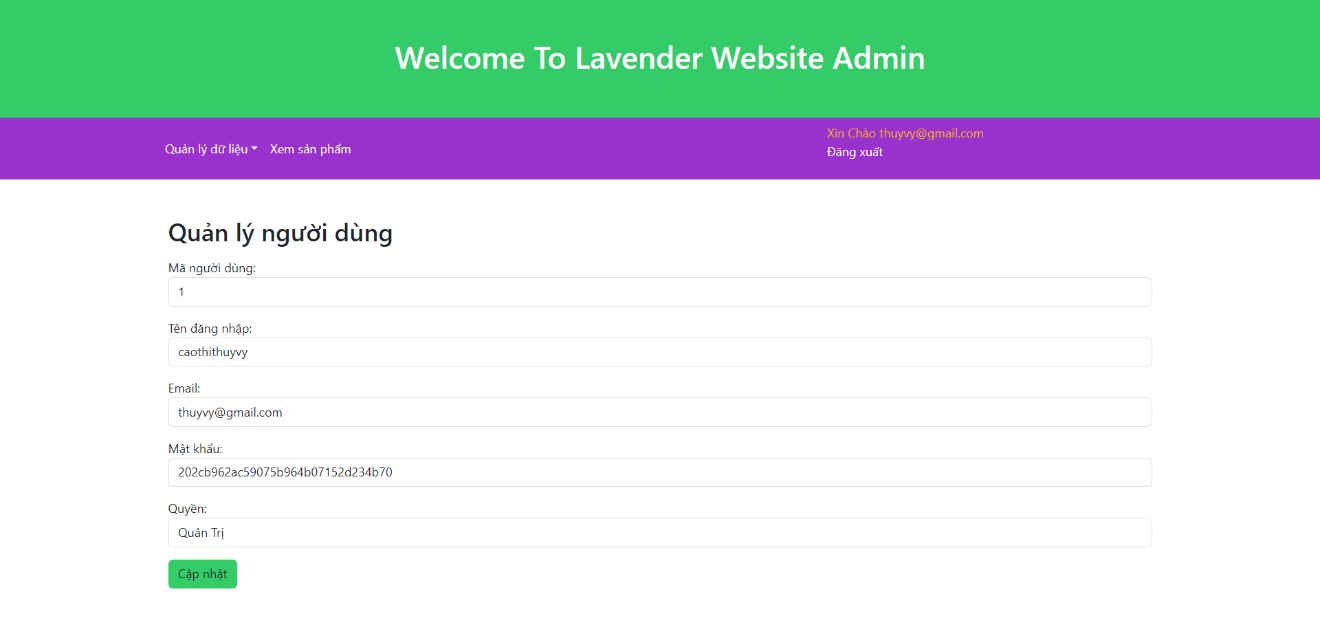 Welcome To Lavender Website Admin
Quản lý dữ liệu Xem sản phẩm
Xin Chào thuyvy@gmail.com
Đăng xuất
Quản lý người dùng
Mã người dùng:
1
Tên đăng nhập:
caothithuyvy
Email:
thuyvy@gmail.com
Mật khẩu:
202cb962ac59075b964b07152d234b70
Quyền:
Quản Trị
Cập nhật